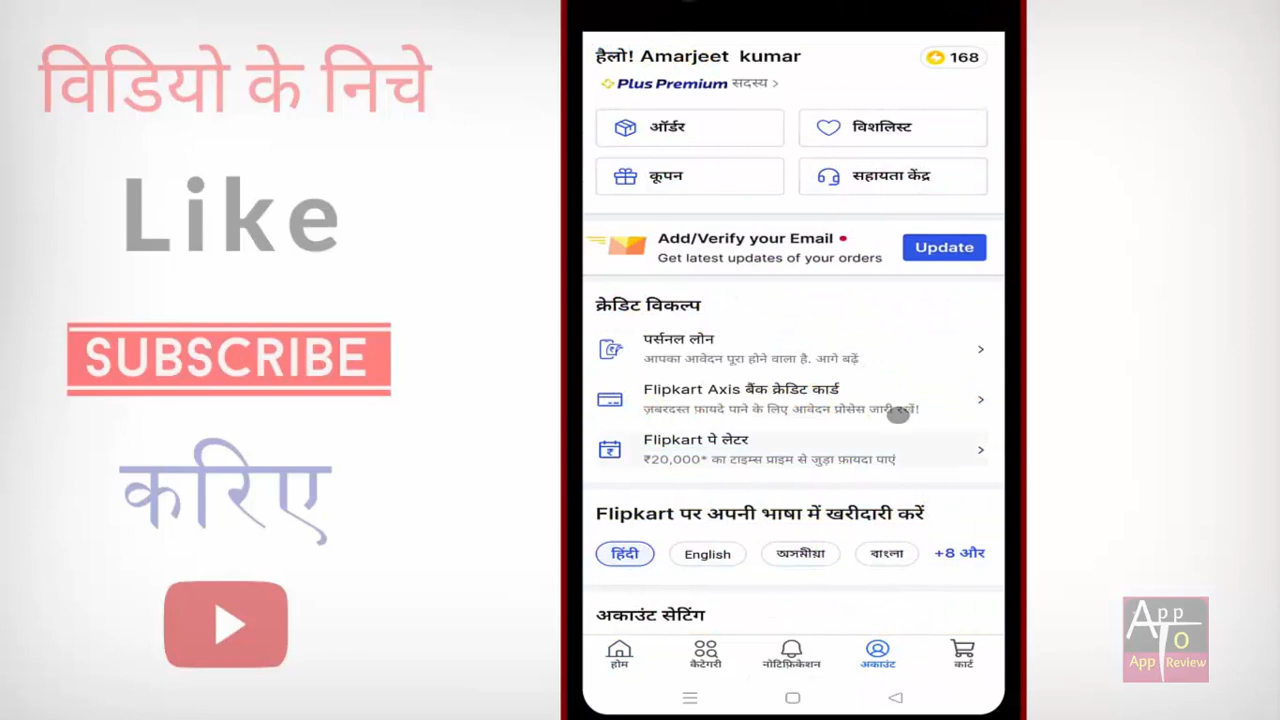 विडियो के निचे
Like
SUBSCRIBE
करिए
हैलो! Amarjeet kumar
168
Plus Premium सदस्य >
ऑर्डर
विशलिस्ट
कूपन
सहायता केंद्र
Add/Verify your Email
Get latest updates of your orders
Update
क्रेडिट विकल्प
पर्सनल लोन
आपका आवेदन पूरा होने वाला है. आगे बढ़ें
Flipkart Axis बैंक क्रेडिट कार्ड
ज़बरदस्त फ़ायदे पाने के लिए आवेदन प्रोसेस जारी रखें!
Flipkart पे लेटर
₹20,000* का टाइम्स प्राइम से जुड़ा फ़ायदा पाएं
Flipkart पर अपनी भाषा में खरीदारी करें
हिंदी
English
অসমীয়া
বাংলা
+8 और
अकाउंट सेटिंग
होम
कैटेगरी
नोटिफ़िकेशन
अकाउंट
कार्ट
App
To
App Review